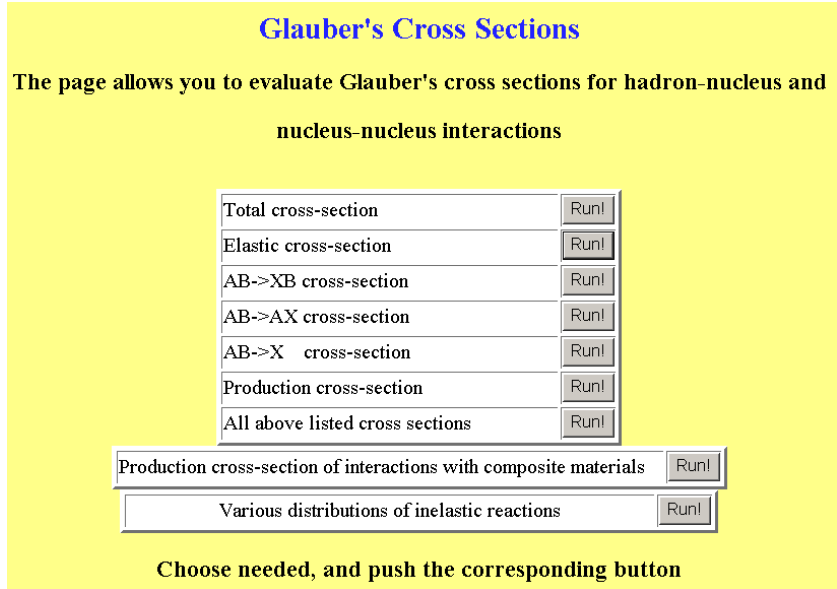 Glauber's Cross Sections
The page allows you to evaluate Glauber's cross sections for hadron-nucleus and
nucleus-nucleus interactions
Total cross-section Run!
Elastic cross-section Run!
AB->XB cross-section Run!
AB->AX cross-section Run!
AB->X cross-section Run!
Production cross-section Run!
All above listed cross sections Run!
Production cross-section of interactions with composite materials Run!
Various distributions of inelastic reactions Run!
Choose needed, and push the corresponding button